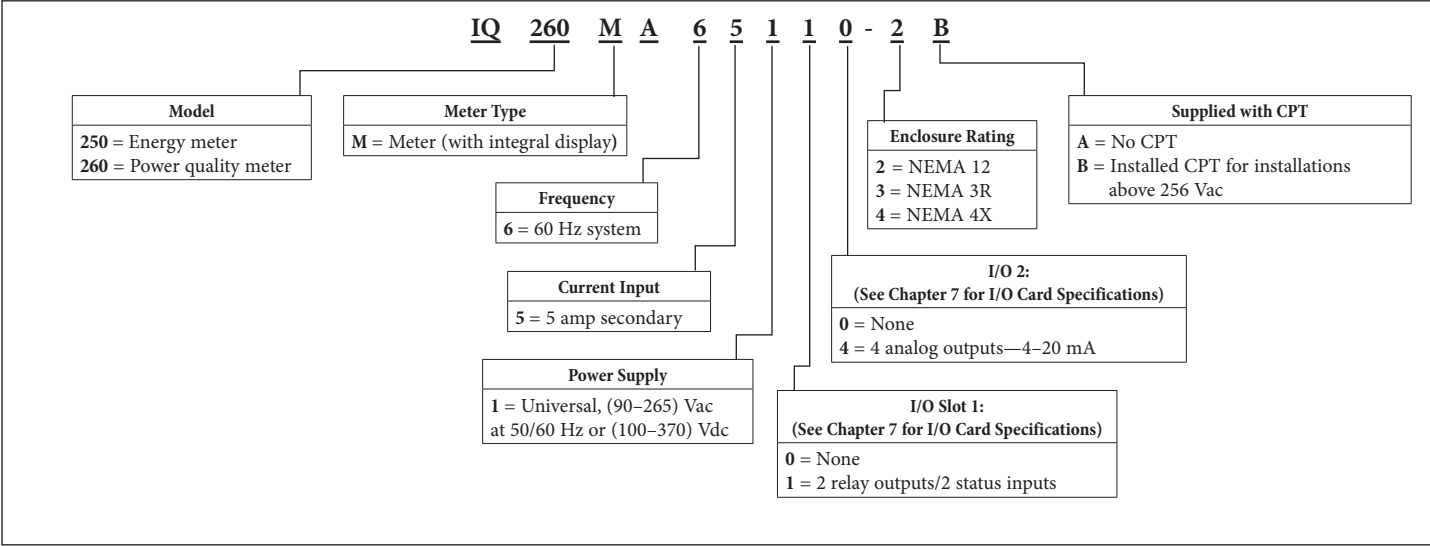 IQ 260 M A 6 5 1 1 0 - 2 B
Model
250 = Energy meter
260 = Power quality meter
Meter Type
M = Meter (with integral display)
Frequency
6 = 60 Hz system
Current Input
5 = 5 amp secondary
Power Supply
1 = Universal, (90–265) Vac
at 50/60 Hz or (100–370) Vdc
Enclosure Rating
2 = NEMA 12
3 = NEMA 3R
4 = NEMA 4X
Supplied with CPT
A = No CPT
B = Installed CPT for installations
above 256 Vac
I/O 2:
(See Chapter 7 for I/O Card Specifications)
0 = None
4 = 4 analog outputs—4–20 mA
I/O Slot 1:
(See Chapter 7 for I/O Card Specifications)
0 = None
1 = 2 relay outputs/2 status inputs